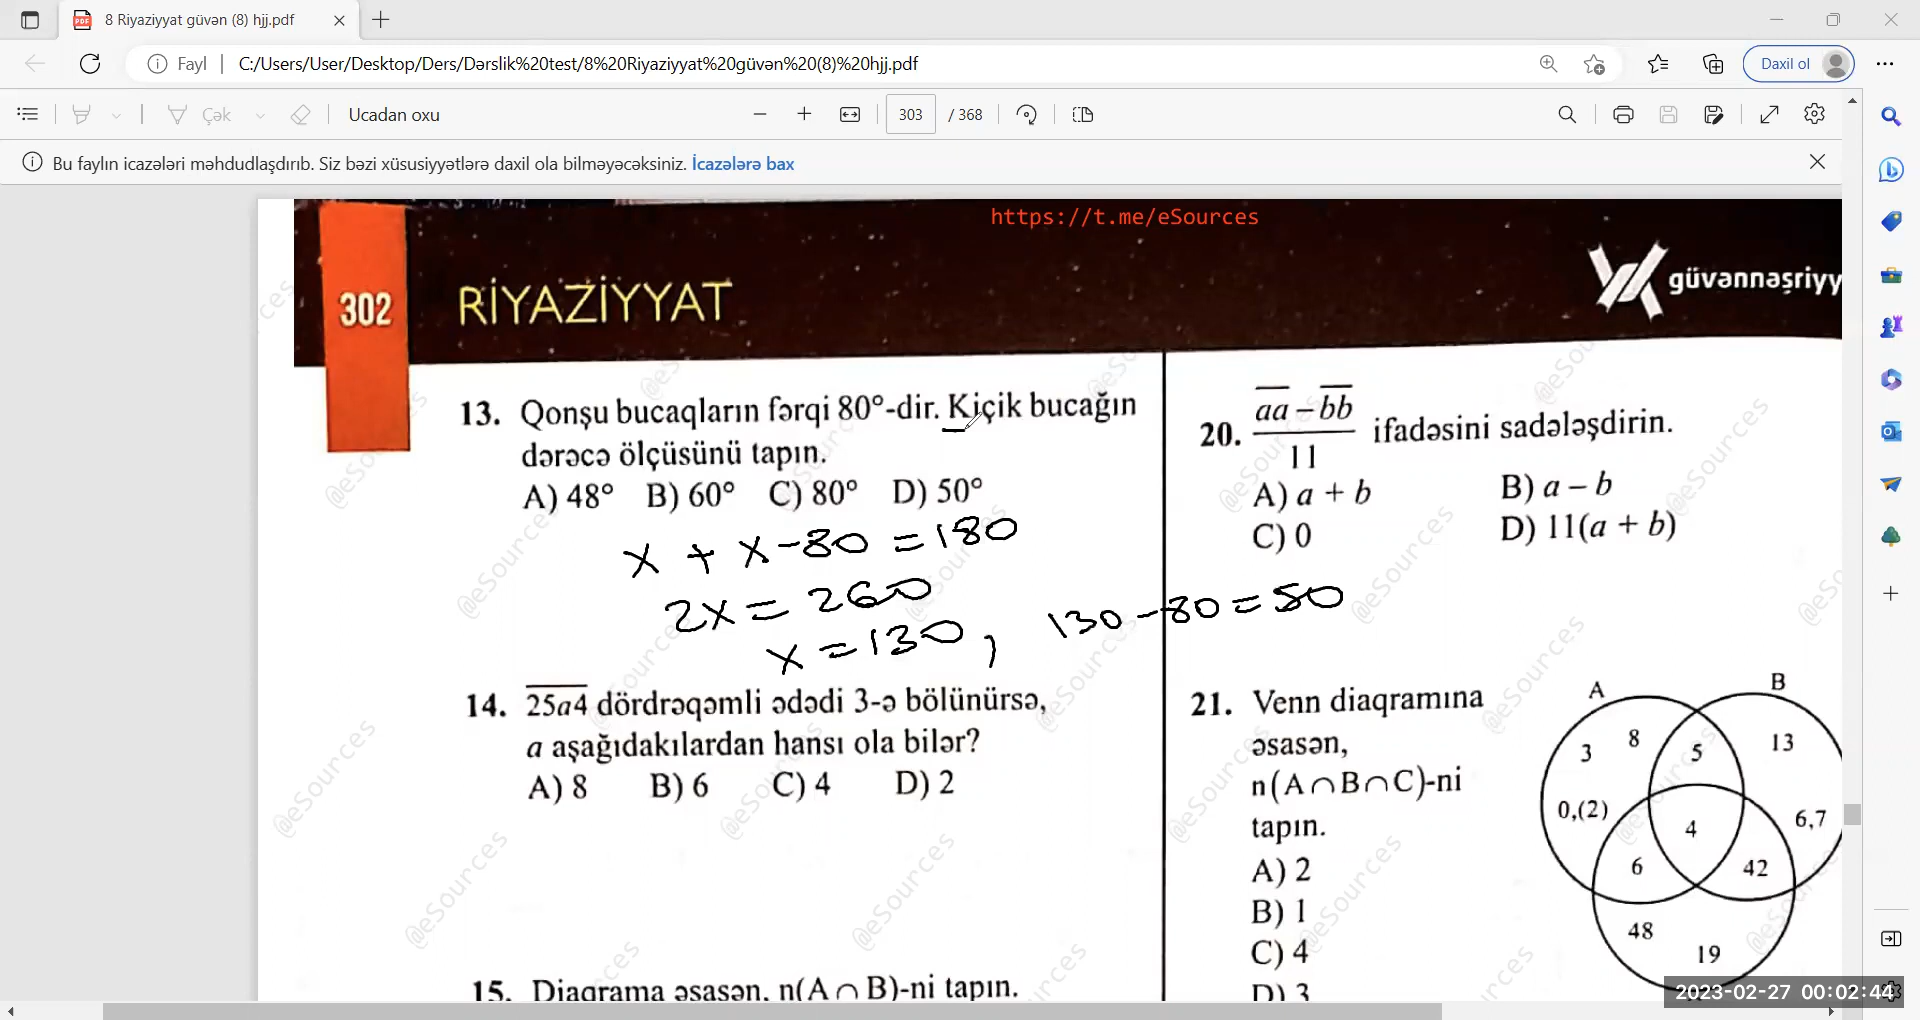 8 Riyaziyyat güvən (8) hjj.pdf
Fayl
C:/Users/User/Desktop/Ders/Dərslik%20test/8%20Riyaziyyat%20güvən%20(8)%20hjj.pdf
Daxil ol
Çək
Ucadan oxu
303 / 368
Bu faylın icazələri məhdudlaşdırıb. Siz bəzi xüsusiyyətlərə daxil ola bilməyəcəksiniz. İcazələrə bax
https://t.me/eSources
302
RİYAZİYYAT
güvənnəşriyy
13. Qonşu bucaqların fərqi 80°-dir. Kiçik bucağın
dərəcə ölçüsünü tapın.
A) 48° B) 60° C) 80° D) 50°
x + x - 80 = 180
2x = 260
x = 130, 130 - 80 = 50
14. 25a4 dördrəqəmli ədədi 3-ə bölünürsə,
a aşağıdakılardan hansı ola bilər?
A) 8 B) 6 C) 4 D) 2
15. Diaqrama əsasən, n(A∩B)-ni tapın.
20. aa – bb
11
ifadəsini sadələşdirin.
A) a + b B) a – b
C) 0 D) 11(a + b)
21. Venn diaqramına
əsasən,
n(A∩B∩C)-ni
tapın.
A) 2
B) 1
C) 4
D) 3
A B
3 8 5 13
0,(2) 4 6,7
6 42
48 19
@eSources
2023-02-27 00:02:44